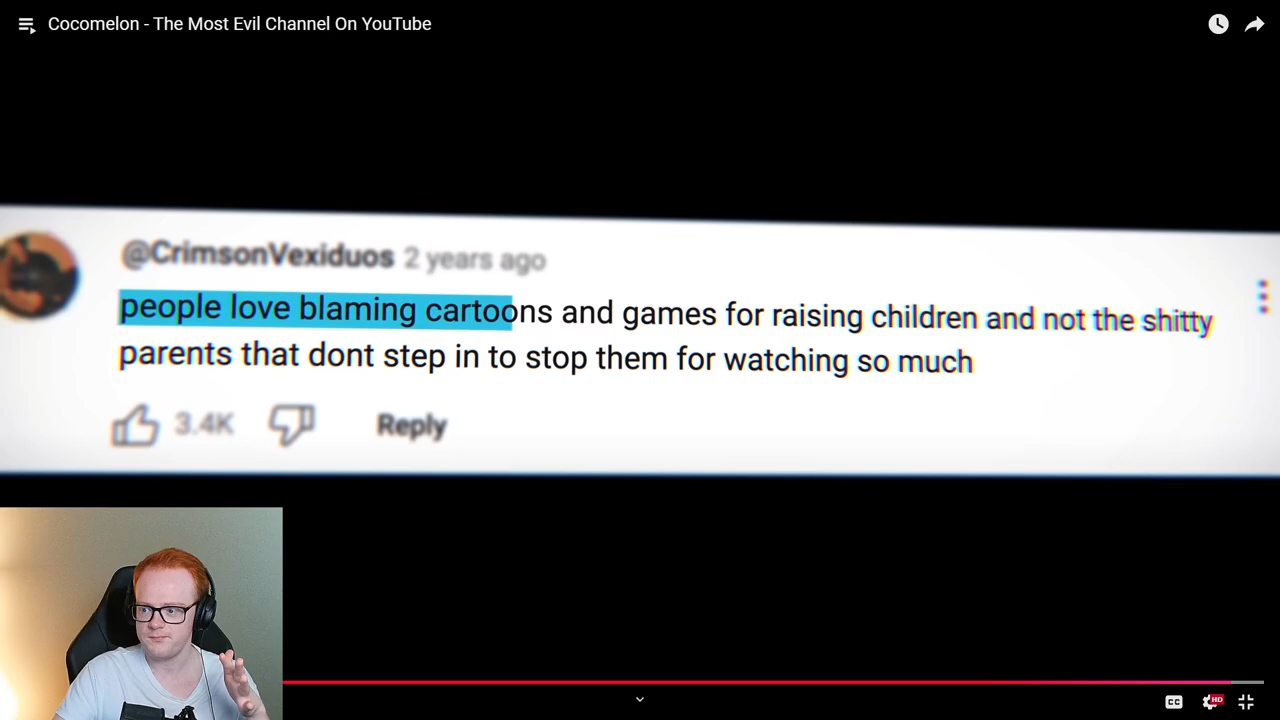 Cocomelon - The Most Evil Channel On YouTube
@CrimsonVexiduos 2 years ago
people love blaming cartoons and games for raising children and not the shitty
parents that dont step in to stop them for watching so much
3.4K Reply
CC HD